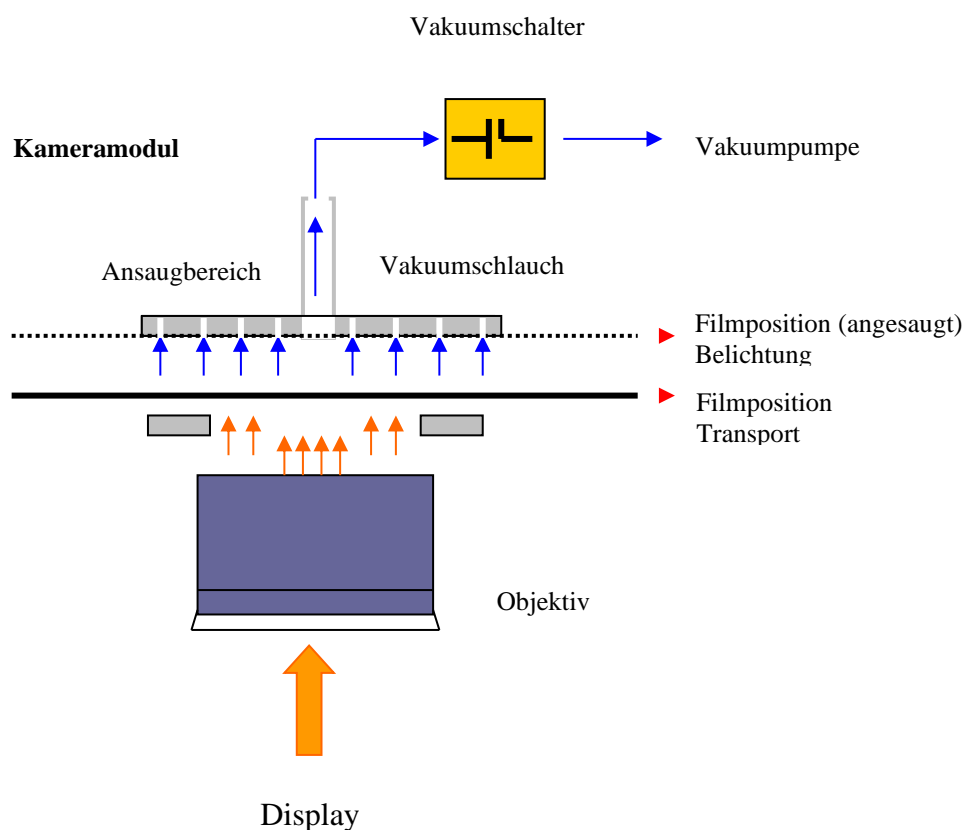 Vakuumschalter
Kameramodul
Vakuumpumpe
Ansaugbereich
Vakuumschlauch
Filmposition (angesaugt)
Belichtung
Filmposition
Transport
Objektiv
Display